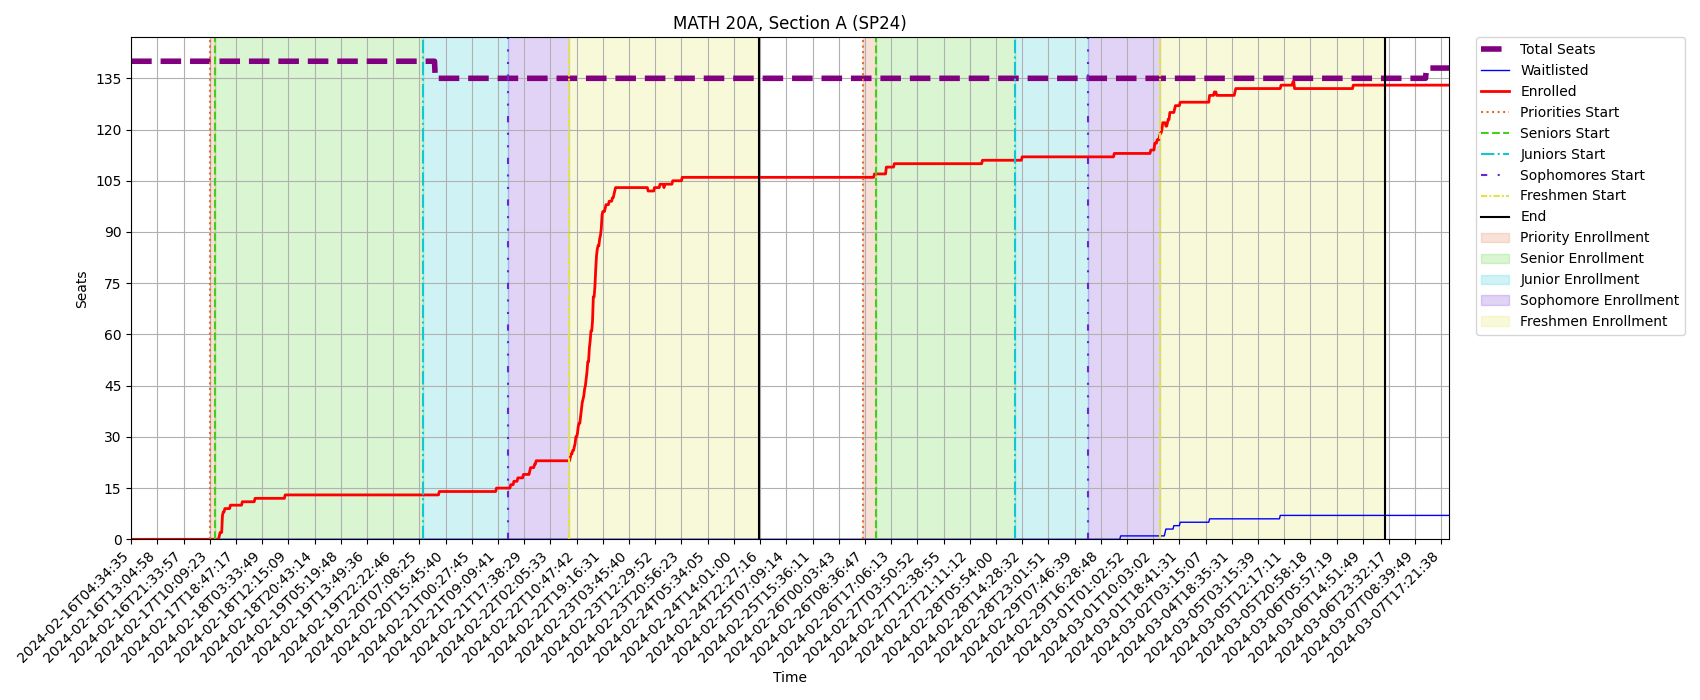 MATH 20A, Section A (SP24)
Seats
135
120
105
90
75
60
45
30
15
0
2024-02-16T04:34:35
2024-02-16T13:04:58
2024-02-16T21:33:57
2024-02-17T10:09:23
2024-02-17T18:47:17
2024-02-18T03:33:49
2024-02-18T12:15:09
2024-02-18T20:43:14
2024-02-19T05:19:48
2024-02-19T13:49:36
2024-02-19T22:22:46
2024-02-20T07:08:25
2024-02-20T15:45:40
2024-02-21T00:27:45
2024-02-21T09:09:41
2024-02-21T17:38:29
2024-02-22T02:05:33
2024-02-22T10:47:42
2024-02-22T19:16:31
2024-02-23T03:45:40
2024-02-23T12:29:52
2024-02-23T20:56:23
2024-02-24T05:34:05
2024-02-24T14:01:00
2024-02-24T22:27:16
2024-02-25T07:09:14
2024-02-25T15:36:11
2024-02-26T00:03:43
2024-02-26T08:36:47
2024-02-26T17:06:13
2024-02-27T03:50:52
2024-02-27T12:38:55
2024-02-27T21:11:12
2024-02-28T05:54:00
2024-02-28T14:28:32
2024-02-28T23:01:51
2024-02-29T07:46:39
2024-02-29T16:28:48
2024-03-01T01:02:52
2024-03-01T10:03:02
2024-03-01T18:41:31
2024-03-02T03:15:07
2024-03-04T18:35:31
2024-03-05T03:15:39
2024-03-05T12:17:11
2024-03-05T20:58:18
2024-03-06T05:57:19
2024-03-06T14:51:49
2024-03-06T23:32:17
2024-03-07T08:39:49
2024-03-07T17:21:38
Time
Total Seats
Waitlisted
Enrolled
Priorities Start
Seniors Start
Juniors Start
Sophomores Start
Freshmen Start
End
Priority Enrollment
Senior Enrollment
Junior Enrollment
Sophomore Enrollment
Freshmen Enrollment